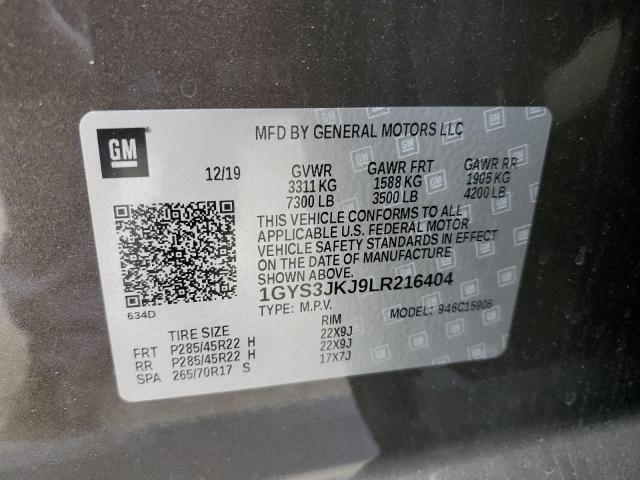 GM
MFD BY GENERAL MOTORS LLC
12/19 GVWR GAWR FRT GAWR RR
3311 KG 1588 KG 1905 KG
7300 LB 3500 LB 4200 LB
THIS VEHICLE CONFORMS TO ALL
APPLICABLE U.S. FEDERAL MOTOR
VEHICLE SAFETY STANDARDS IN EFFECT
ON THE DATE OF MANUFACTURE
SHOWN ABOVE.
1GYS3JKJ9LR216404
TYPE: M.P.V. MODEL: 946C15906
634D
TIRE SIZE RIM
FRT P285/45R22 H 22X9J
RR P285/45R22 H 22X9J
SPA 265/70R17 S 17X7J